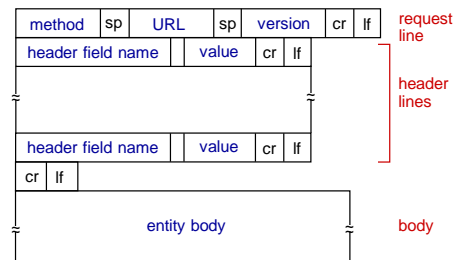 method sp URL sp version cr lf request
line
header field name value cr lf
header
lines
header field name value cr lf
cr lf
entity body body